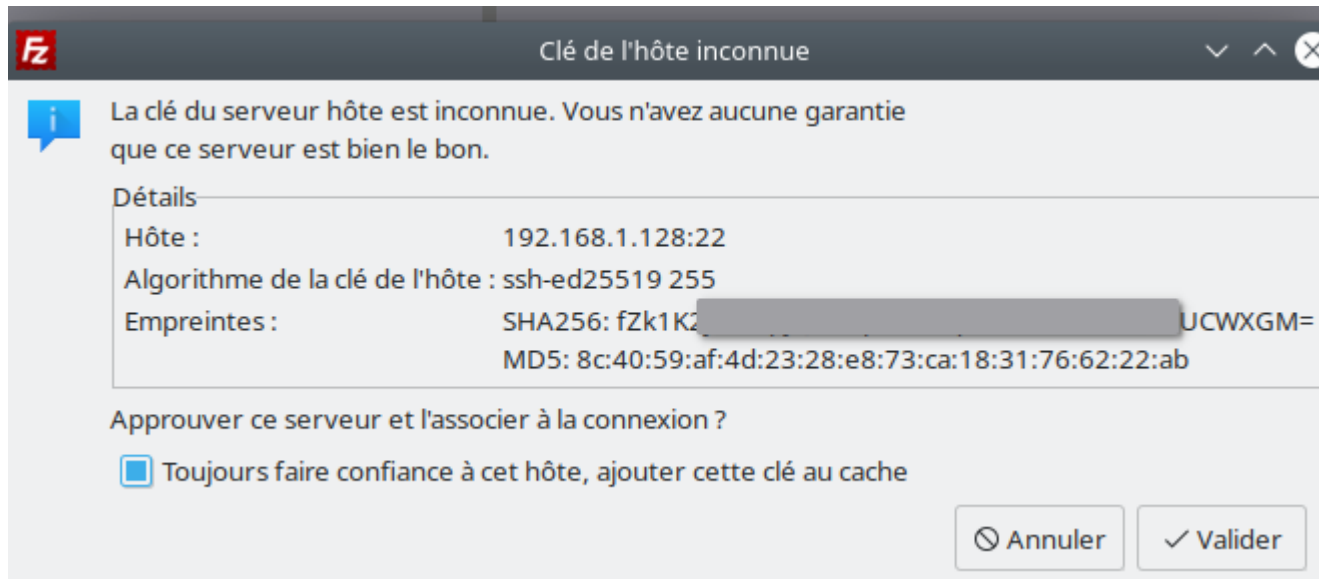 Fz
Clé de l'hôte inconnue
La clé du serveur hôte est inconnue. Vous n'avez aucune garantie
que ce serveur est bien le bon.
Détails
Hôte : 192.168.1.128:22
Algorithme de la clé de l'hôte : ssh-ed25519 255
Empreintes : SHA256: fZk1K UCWXGM=
MD5: 8c:40:59:af:4d:23:28:e8:73:ca:18:31:76:62:22:ab
Approuver ce serveur et l'associer à la connexion ?
Toujours faire confiance à cet hôte, ajouter cette clé au cache
Annuler Valider